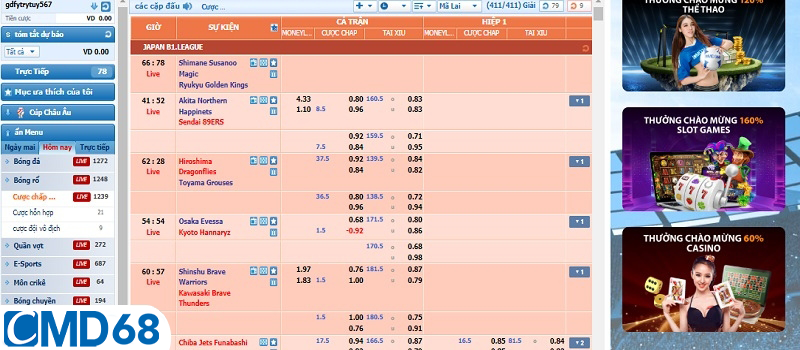 gdfytrytuy567
Tiền cược VD 0.00
tóm tắt dự báo
Tất cả VD 0.00
Trực Tiếp 78
Mục ưa thích của tôi
Cúp Châu Âu
ẩn Menu
Ngày mai Hôm nay Trực tiếp
Bóng đá LIVE 1272
Bóng rổ LIVE 1248
Cược chấp ... LIVE 1239
Cược hỗn hợp 21
cược đội vô địch 9
Quần vợt LIVE 272
E-Sports LIVE 687
Môn crikê LIVE 64
Bóng chuyền LIVE 194
CMD68
các cặp đấu Cược ... Mã Lai (411/411) Giải 79 9
GIỜ SỰ KIỆN CẢ TRẬN HIỆP 1
MONEYL... CƯỢC CHẤP TÀI XỈU MONEYL... CƯỢC CHẤP TÀI XỈU
JAPAN B1.LEAGUE
66 : 78 Shimane Susanoo
Live Magic
Ryukyu Golden Kings
41 : 52 Akita Northern 4.33 0.80 160.5 o 0.83 1
Live Happinets 1.10 8.5 0.96 u 0.83
Sendai 89ERS
0.92 159.5 o 0.71
7.5 0.84 u 0.95
62 : 28 Hiroshima 37.5 0.92 139.5 o 0.84 1
Live Dragonflies 0.84 u 0.82
Toyama Grouses
36.5 0.80 138.5 o 0.72
0.96 u 0.94
54 : 54 Osaka Evessa 0.68 171.5 o 0.80 1
Live Kyoto Hannaryz 1.5 -0.92 u 0.86
170.5 o 0.68
u 0.98
60 : 57 Shinshu Brave 1.97 0.76 181.5 o 0.87 1
Live Warriors 1.83 1.5 1.00 u 0.79
Kawasaki Brave
Thunders
1.5 1.00 180.5 o 0.75
0.76 u 0.91
Chiba Jets Funabashi 17.5 0.94 166.5 o 0.87 16.5 0.85 81.5 o 0.84 2
THƯỞNG CHÀO MỪNG 120%
THỂ THAO
THƯỞNG CHÀO MỪNG 160%
SLOT GAMES
THƯỞNG CHÀO MỪNG 60%
CASINO